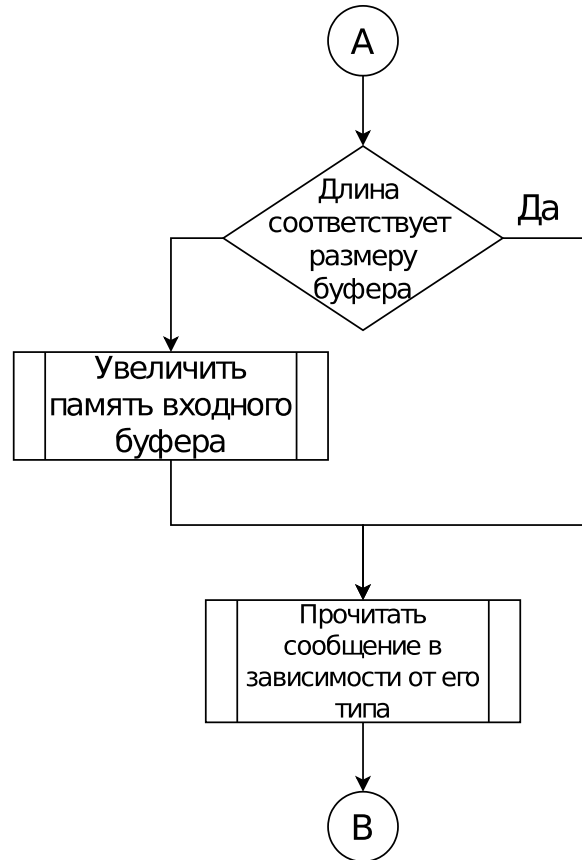 A
Длина
соответствует
размеру
буфера
Да
Увеличить
память входного
буфера
Прочитать
сообщение в
зависимости от его
типа
B